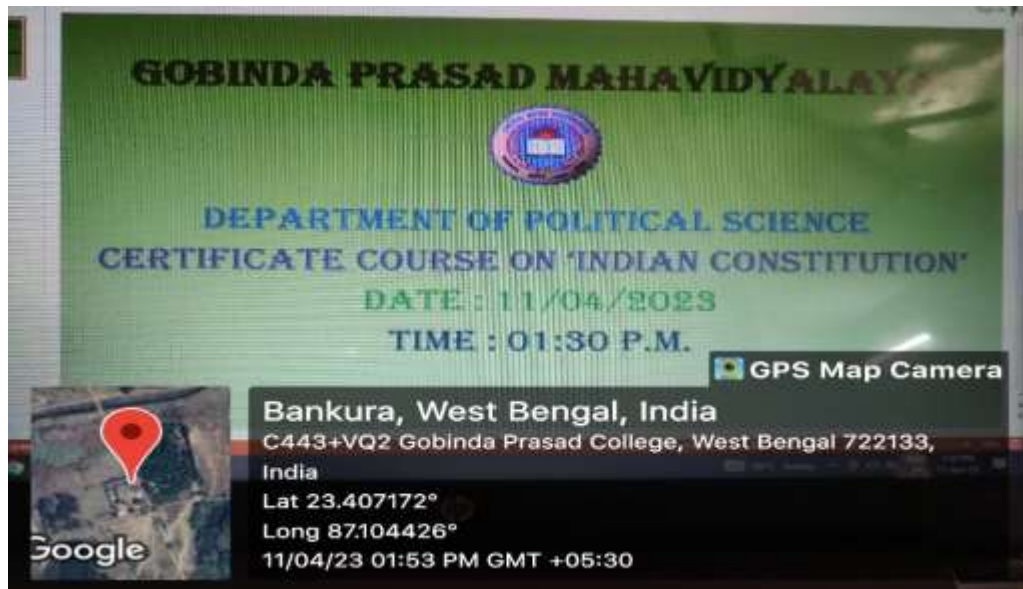 GOBINDA PRASAD MAHAVIDYALAYA
DEPARTMENT OF POLITICAL SCIENCE
CERTIFICATE COURSE ON 'INDIAN CONSTITUTION'
DATE : 11/04/2023
TIME : 01:30 P.M.
GPS Map Camera
Bankura, West Bengal, India
C443+VQ2 Gobinda Prasad College, West Bengal 722133,
India
Lat 23.407172°
Long 87.104426°
11/04/23 01:53 PM GMT +05:30
Google